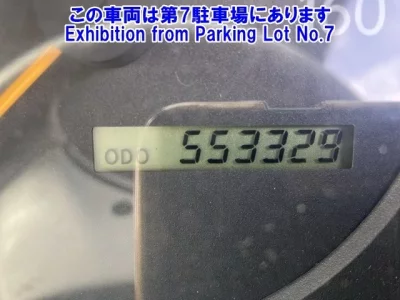 この車両は第7駐車場にあります
Exhibition from Parking Lot No.7
160
ODO 553329